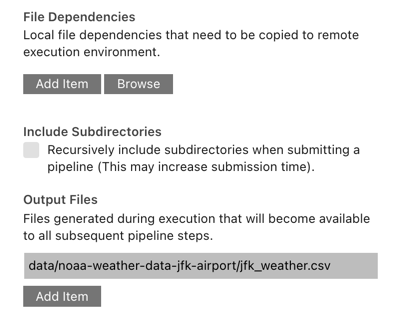 File Dependencies
Local file dependencies that need to be copied to remote
execution environment.
Add Item Browse
Include Subdirectories
Recursively include subdirectories when submitting a
pipeline (This may increase submission time).
Output Files
Files generated during execution that will become available
to all subsequent pipeline steps.
data/noaa-weather-data-jfk-airport/jfk_weather.csv
Add Item